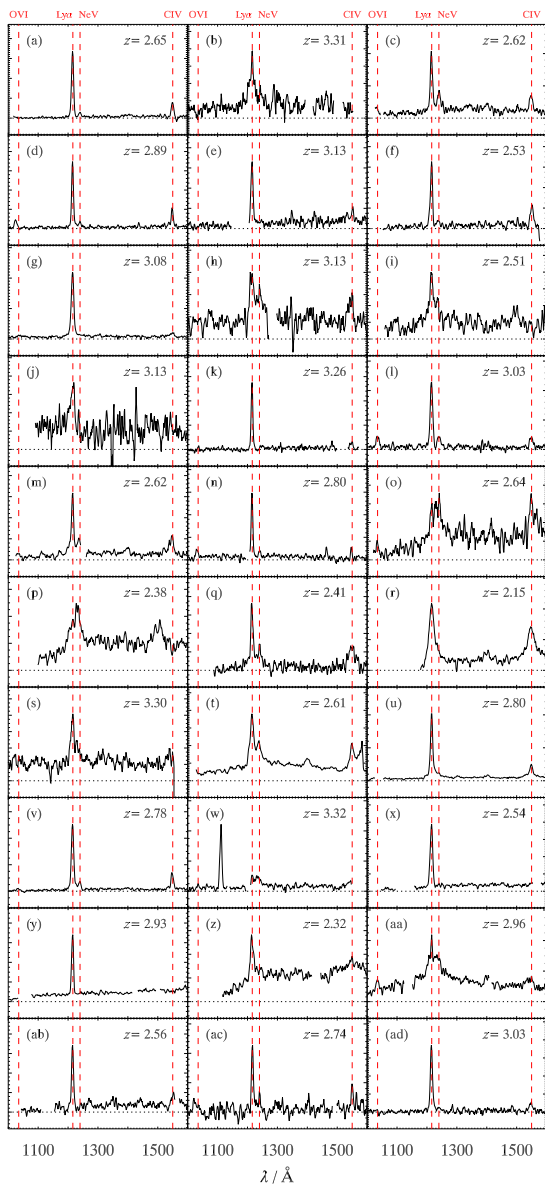 OVI Lyα NeV CIV OVI Lyα NeV CIV OVI Lyα NeV CIV
(a) z = 2.65 (b) z = 3.31 (c) z = 2.62
(d) z = 2.89 (e) z = 3.13 (f) z = 2.53
(g) z = 3.08 (h) z = 3.13 (i) z = 2.51
(j) z = 3.13 (k) z = 3.26 (l) z = 3.03
(m) z = 2.62 (n) z = 2.80 (o) z = 2.64
(p) z = 2.38 (q) z = 2.41 (r) z = 2.15
(s) z = 3.30 (t) z = 2.61 (u) z = 2.80
(v) z = 2.78 (w) z = 3.32 (x) z = 2.54
(y) z = 2.93 (z) z = 2.32 (aa) z = 2.96
(ab) z = 2.56 (ac) z = 2.74 (ad) z = 3.03
1100 1300 1500 1100 1300 1500 1100 1300 1500
λ / Å